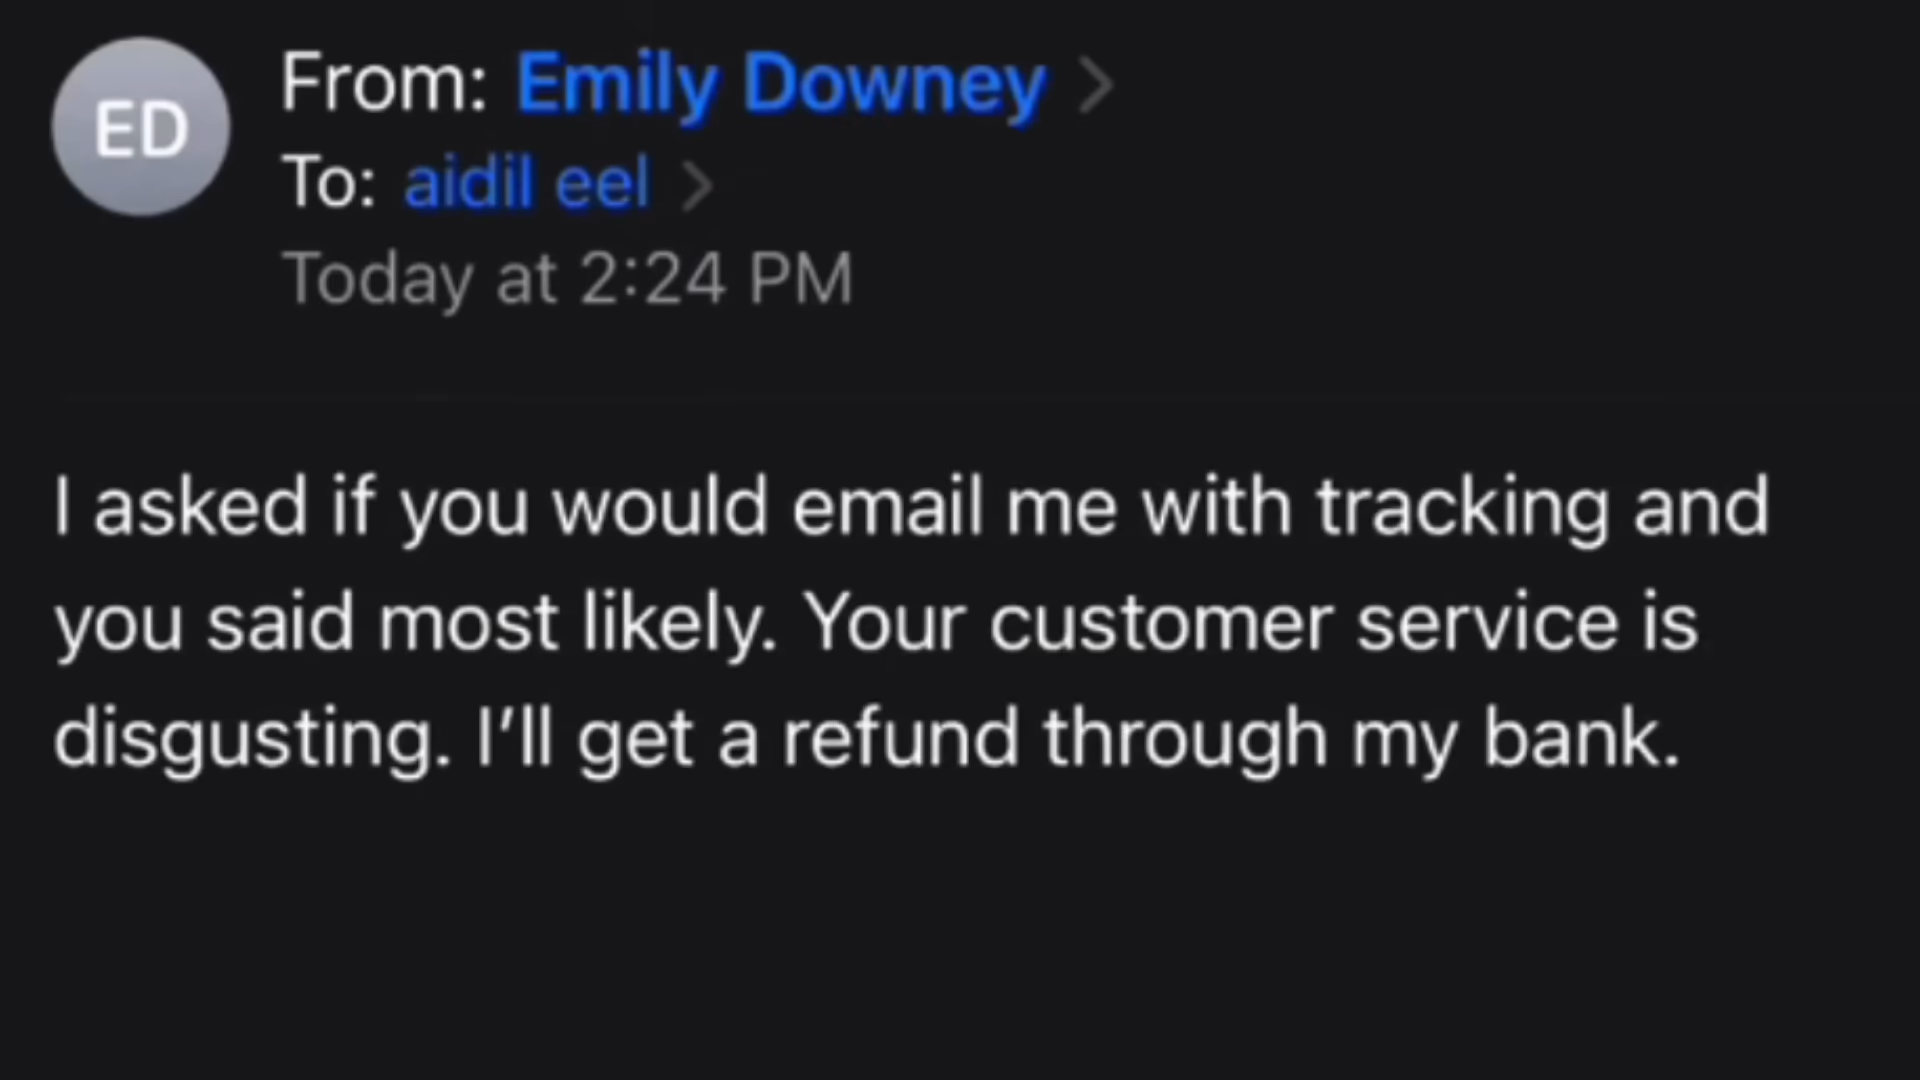 ED
From: Emily Downey >
To: aidil eel >
Today at 2:24 PM
I asked if you would email me with tracking and
you said most likely. Your customer service is
disgusting. I’ll get a refund through my bank.